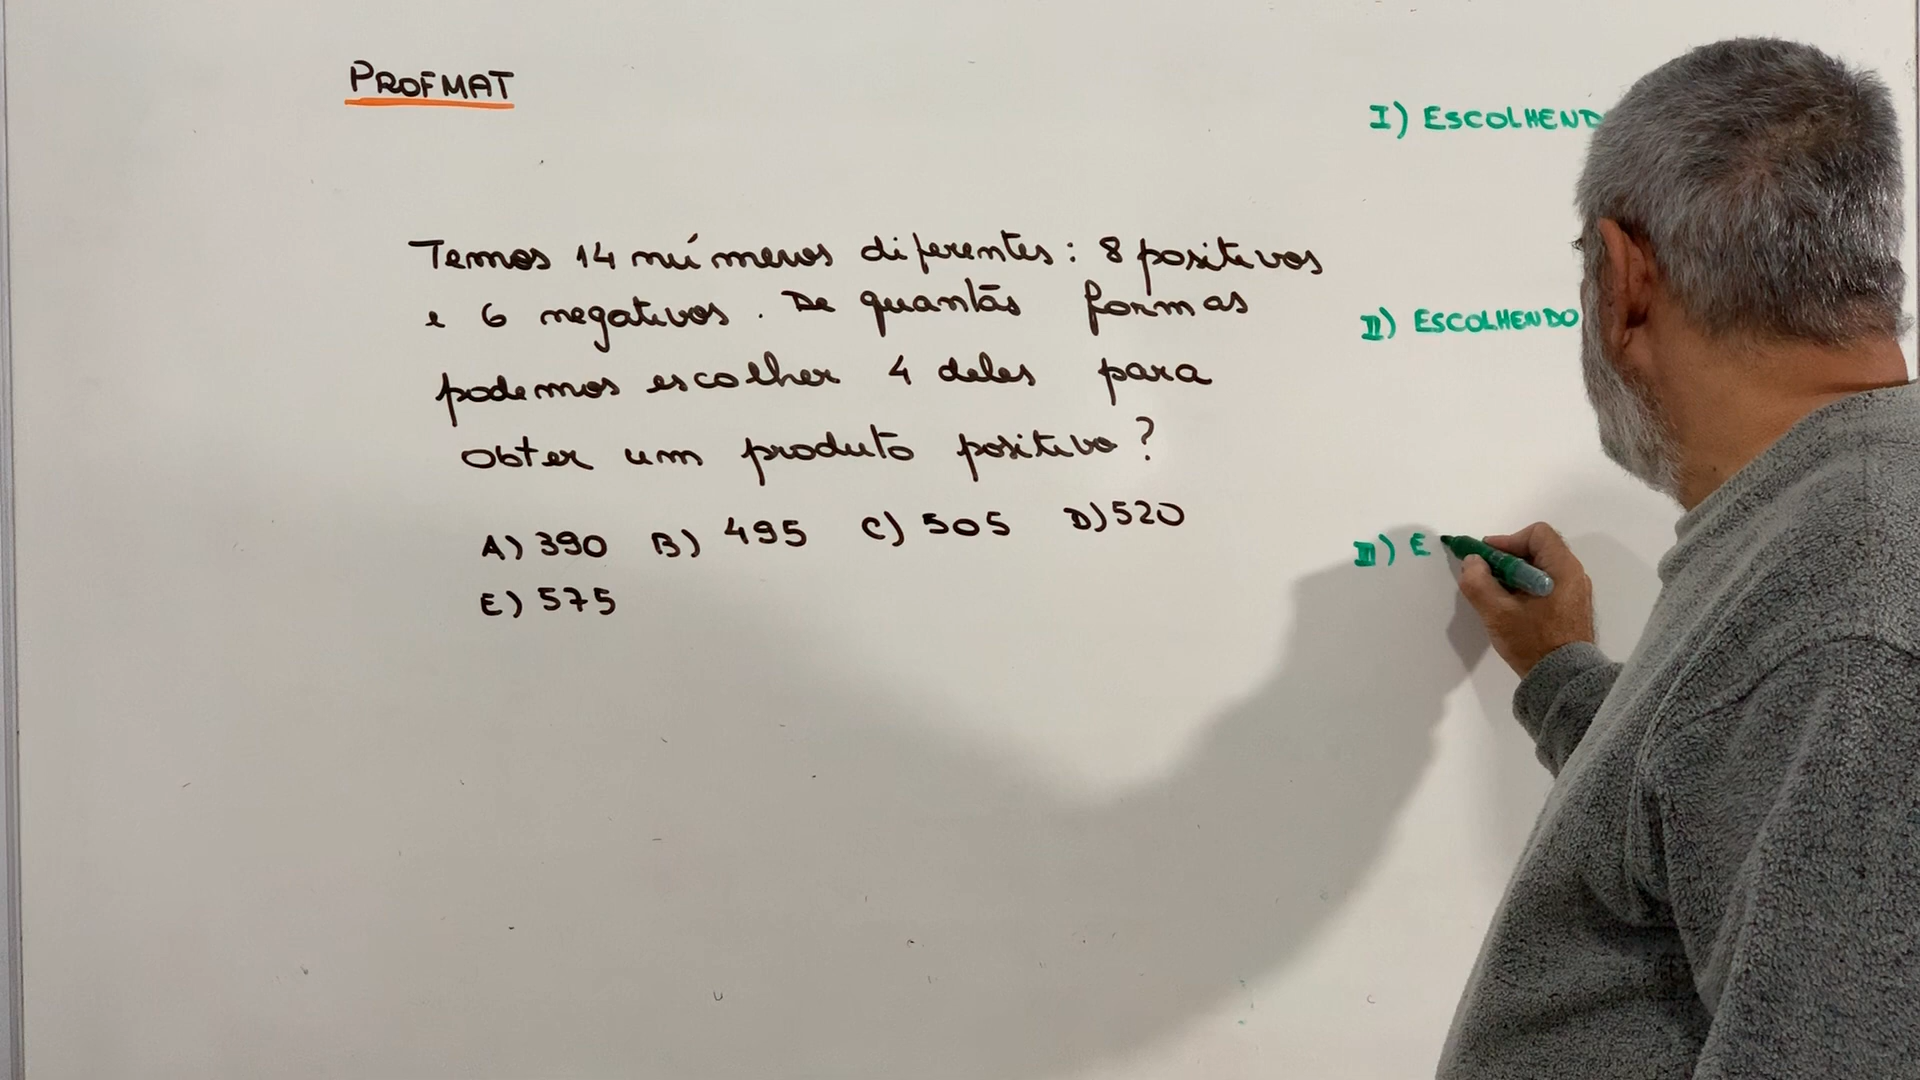 PROFMAT
Temos 14 números diferentes: 8 positivos
e 6 negativos. De quantas formas
podemos escolher 4 deles para
obter um produto positivo?
A) 390 B) 495 C) 505 D) 520
E) 575
I) ESCOLHEND
II) ESCOLHENDO
III) E